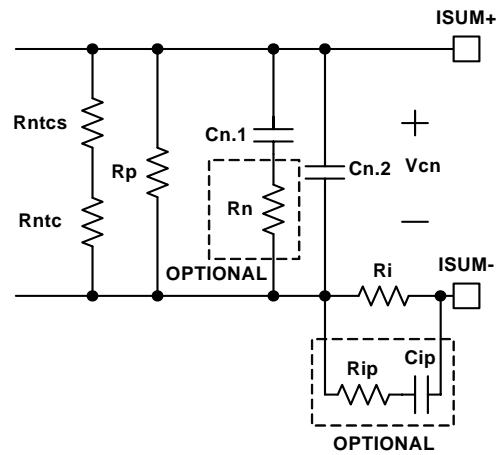 ISUM+
Rntcs
Cn.1
+
Rp
Cn.2
Vcn
Rntc
Rn
–
OPTIONAL
Ri
ISUM-
Rip
Cip
OPTIONAL